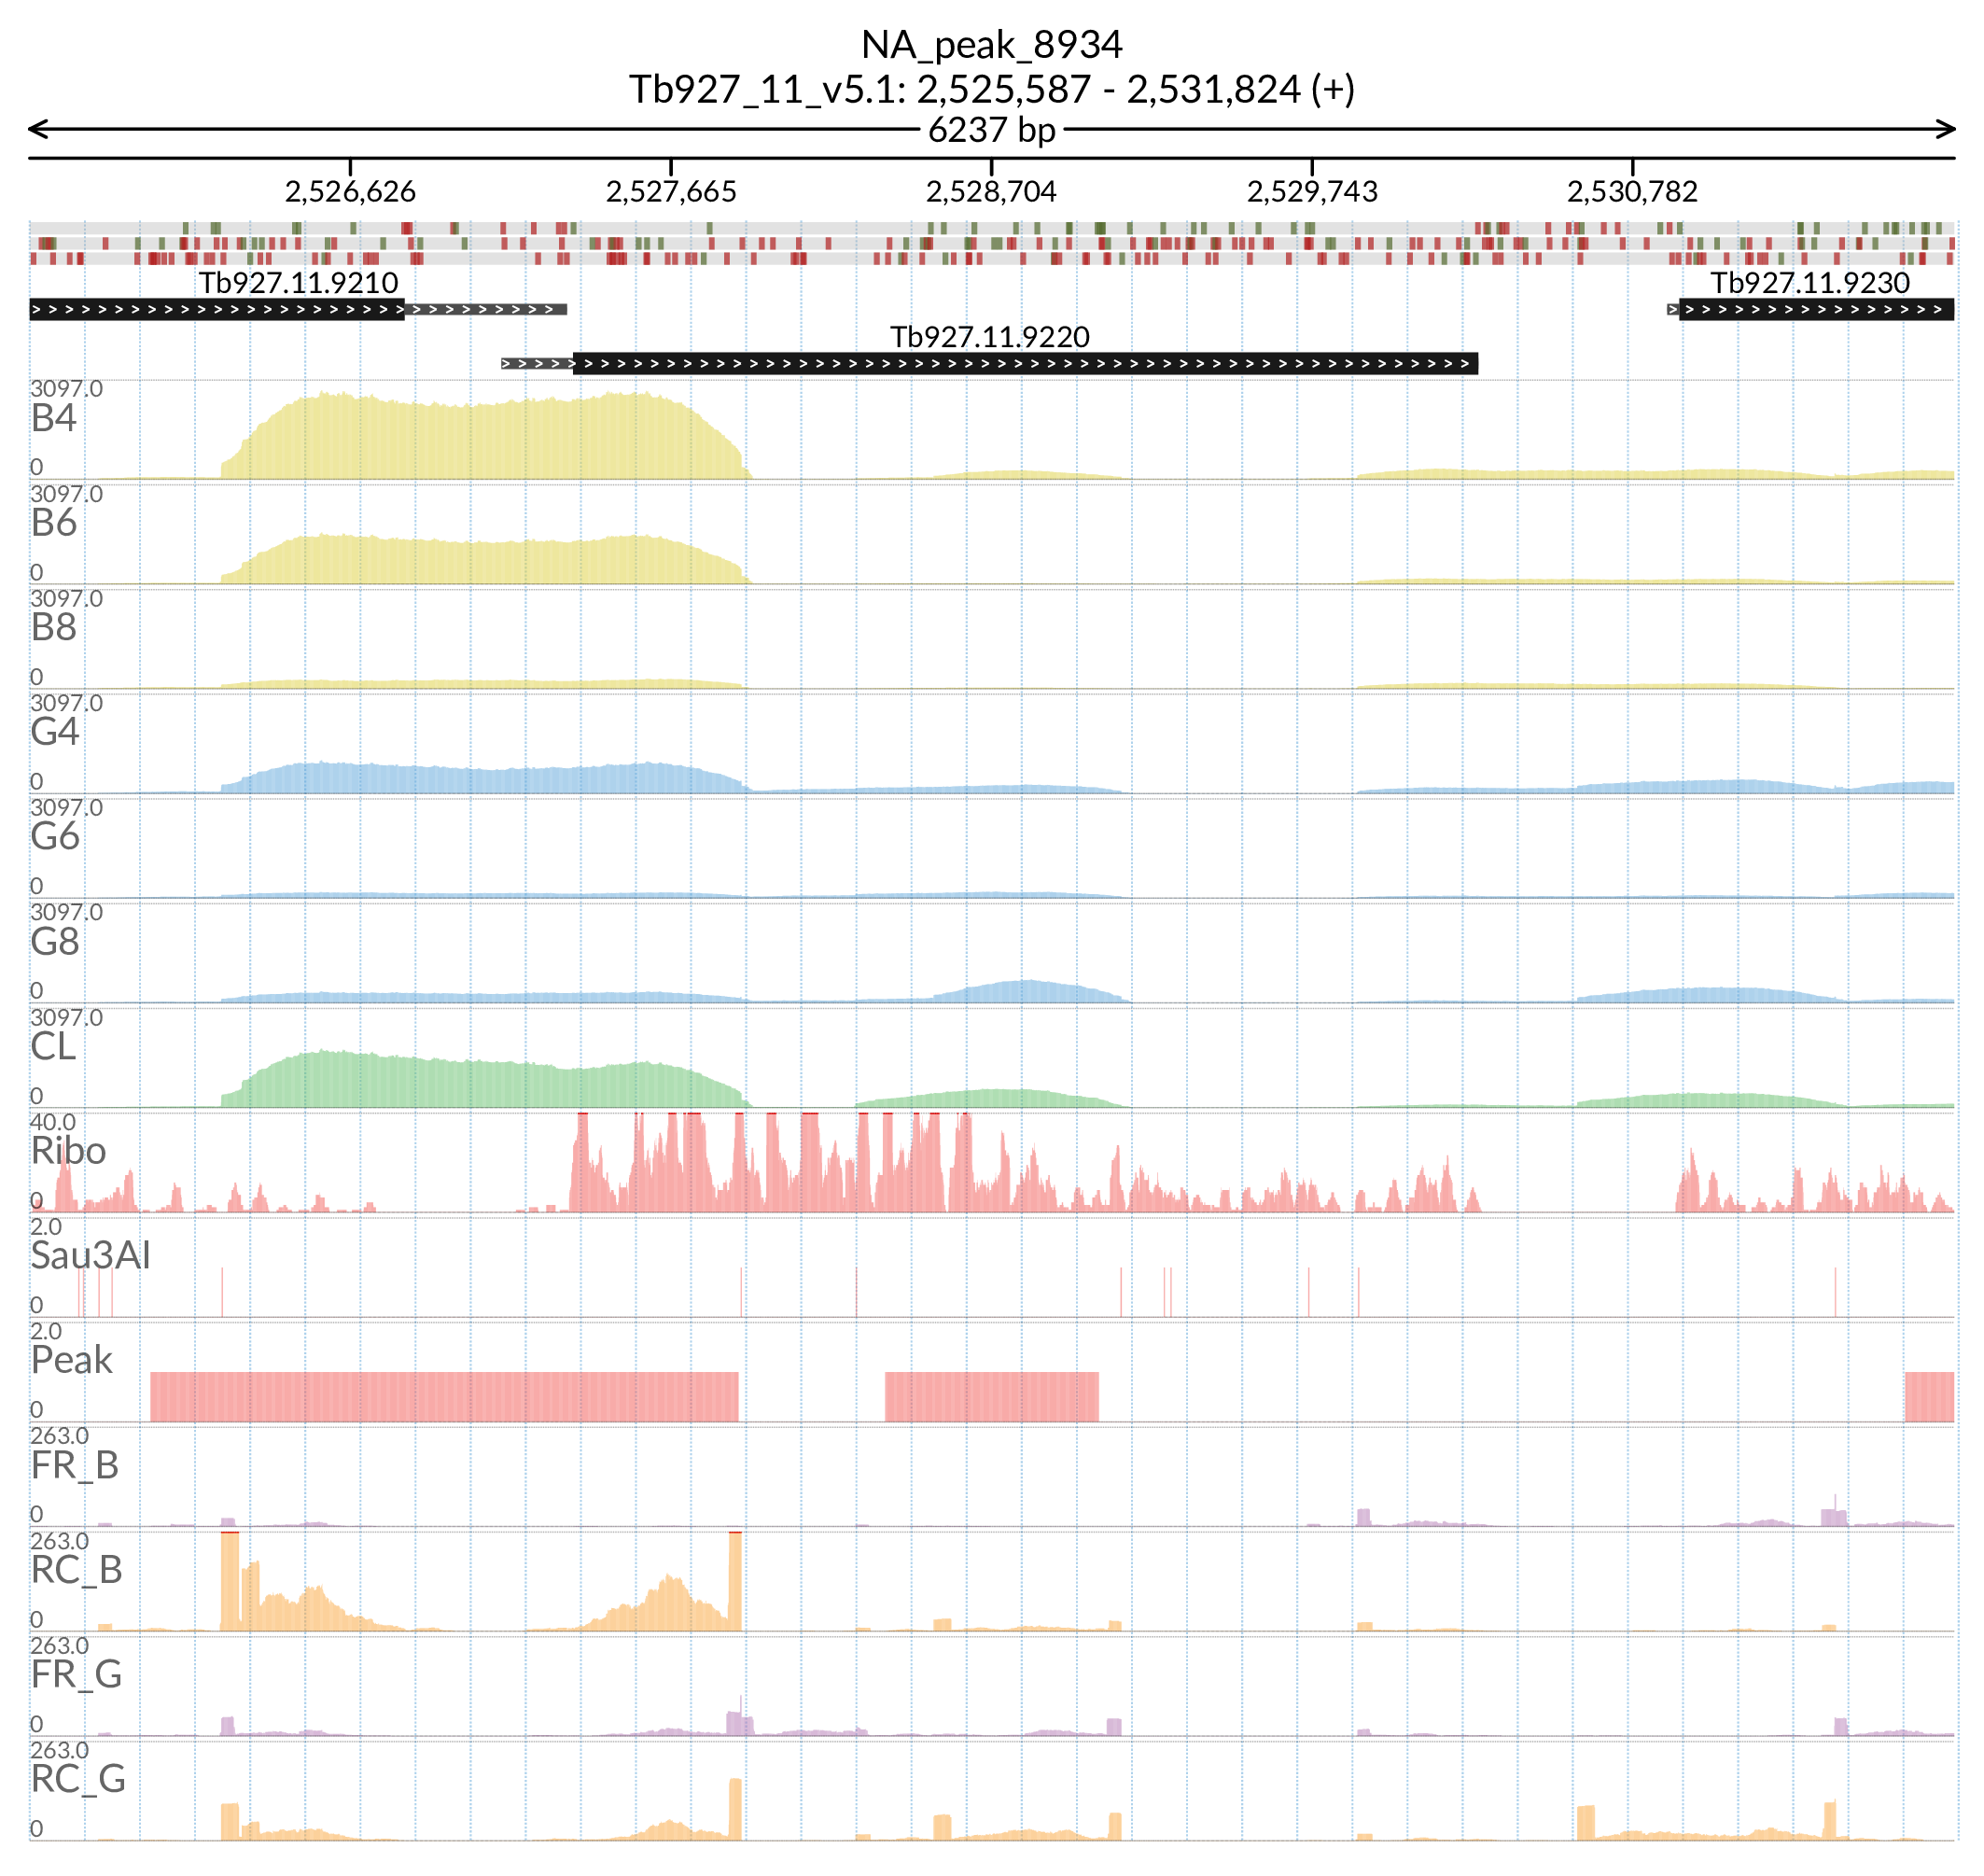 NA_peak_8934
Tb927_11_v5.1: 2,525,587 - 2,531,824 (+)
6237 bp
2,526,626 2,527,665 2,528,704 2,529,743 2,530,782
Tb927.11.9210 Tb927.11.9230
Tb927.11.9220
3097.0
B4
0
3097.0
B6
0
3097.0
B8
0
3097.0
G4
0
3097.0
G6
0
3097.0
G8
0
3097.0
CL
0
40.0
Ribo
0
2.0
Sau3AI
0
2.0
Peak
0
263.0
FR_B
0
263.0
RC_B
0
263.0
FR_G
0
263.0
RC_G
0